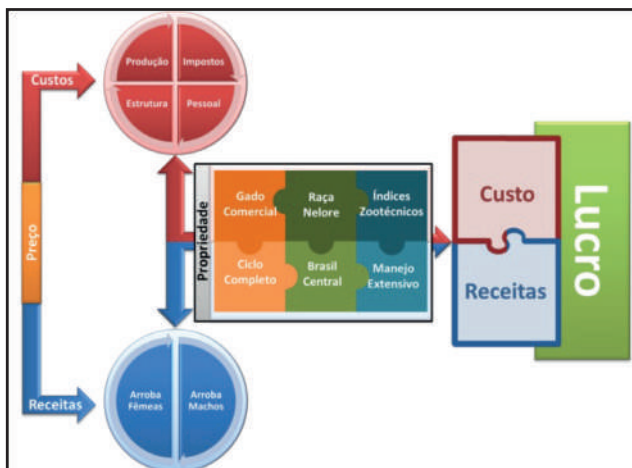 Custos
Produção
Impostos
Estrutura
Pessoal
Preço
Propriedade
Gado
Comercial
Raça
Nelore
Índices
Zootécnicos
Ciclo
Completo
Brasil
Central
Manejo
Extensivo
Custo
Receitas
Lucro
Receitas
Arroba
Fêmeas
Arroba
Machos